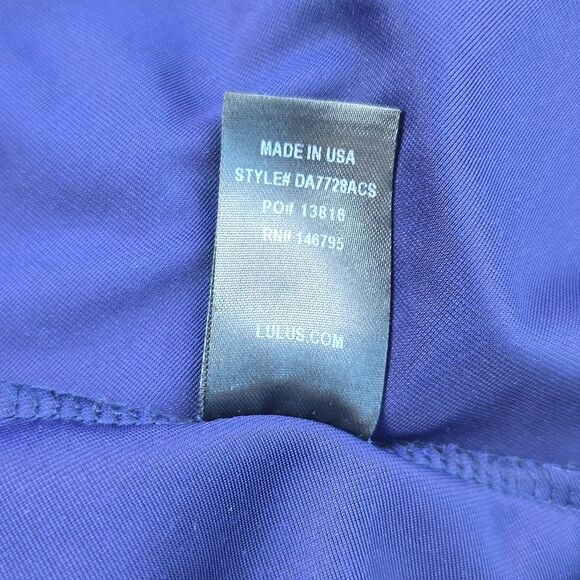 MADE IN USA
STYLE# DA7728ACS
PO# 13616
RN# 146795
LULUS.COM